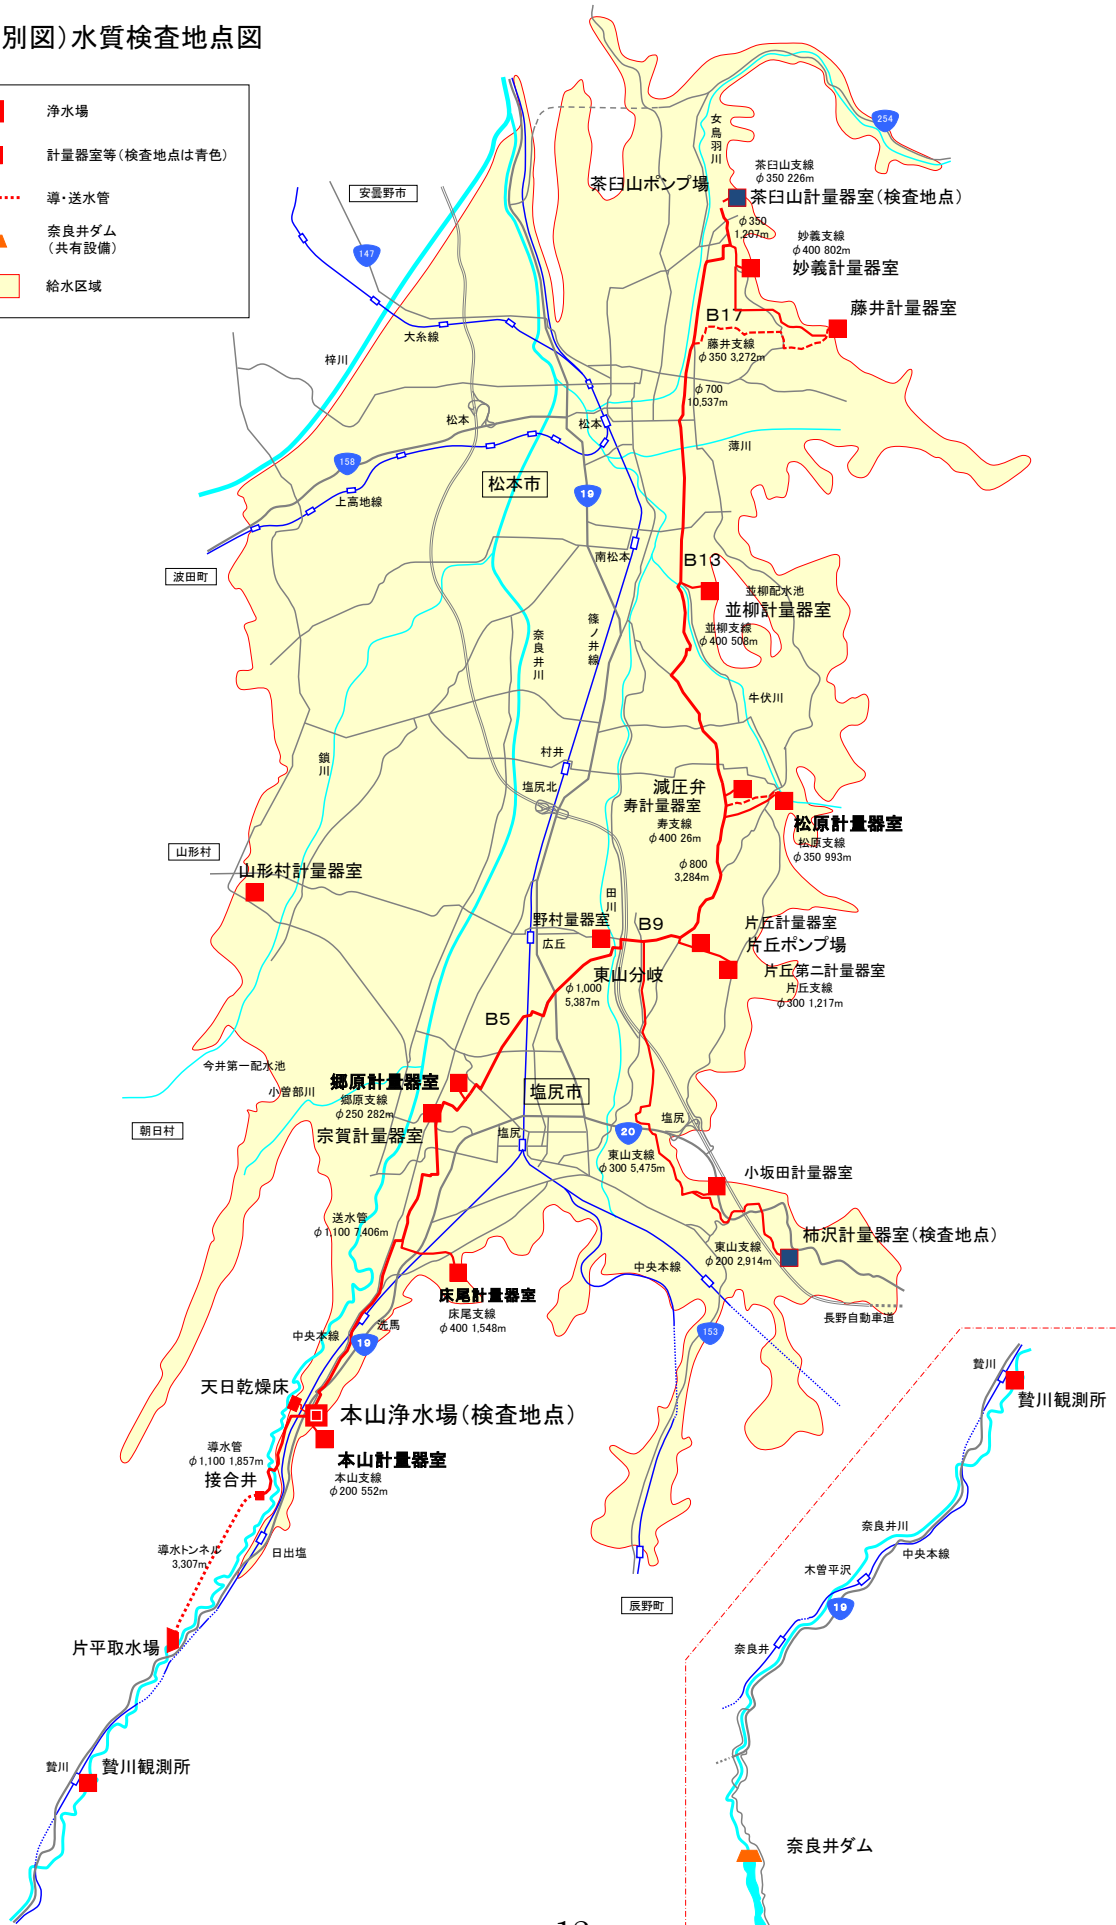 別図)水質検査地点図
浄水場
計量器室等(検査地点は青色)
導・送水管
奈良井ダム
(共有設備)
給水区域
254
女鳥羽川
茶臼山支線
φ350 226m
茶臼山ポンプ場
茶臼山計量器室(検査地点)
安曇野市
147
φ350
1,207m
妙義支線
φ400 802m
妙義計量器室
藤井計量器室
B17
大糸線
藤井支線
φ350 3,272m
梓川
φ700
10,537m
松本
松本
薄川
158
松本市
19
上高地線
南松本
B13
波田町
並柳配水池
並柳計量器室
並柳支線
φ400 508m
奈良井川
篠ノ井線
牛伏川
鎖川
村井
塩尻北
減圧弁
寿計量器室
寿支線
φ400 26m
松原計量器室
松原支線
φ350 993m
山形村
山形村計量器室
φ800
3,284m
田川
野村量器室
B9
片丘計量器室
広丘
片丘ポンプ場
東山分岐
片丘第二計量器室
φ1,000
5,387m
片丘支線
φ300 1,217m
B5
今井第一配水池
郷原計量器室
小曽部川
塩尻市
郷原支線
φ250 282m
朝日村
宗賀計量器室
塩尻
塩尻
20
東山支線
φ300 5,475m
小坂田計量器室
送水管
φ1,100 7,406m
柿沢計量器室(検査地点)
東山支線
φ200 2,914m
中央本線
床尾計量器室
床尾支線
φ400 1,548m
長野自動車道
中央本線
洗馬
19
153
贄川
天日乾燥床
贄川観測所
本山浄水場(検査地点)
導水管
φ1,100 1,857m
本山計量器室
接合井
本山支線
φ200 552m
奈良井川
導水トンネル
3,307m
日出塩
中央本線
木曽平沢
辰野町
19
片平取水場
奈良井
贄川
贄川観測所
奈良井ダム